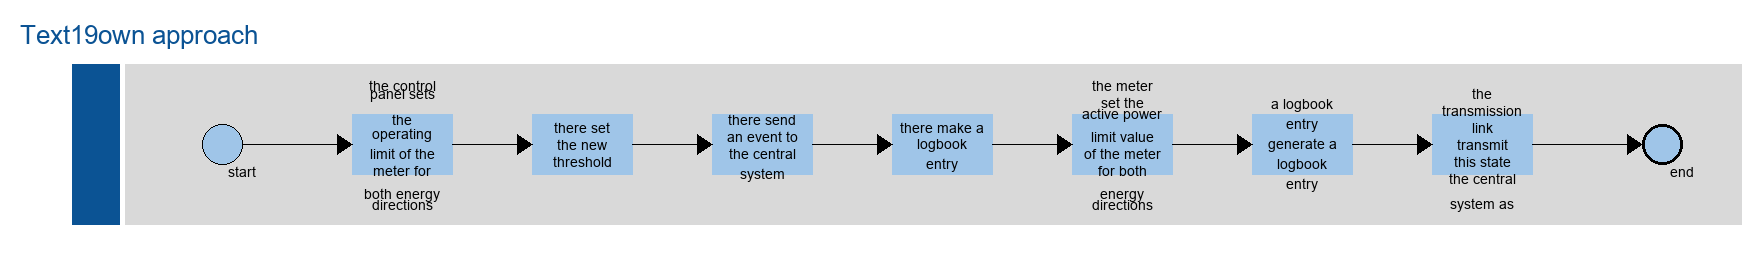 Text19own approach
start
the control
panel sets
the
operating
limit of the
meter for
both energy
directions
there set
the new
threshold
there send
an event to
the central
system
there make a
logbook
entry
the meter
set the
active power
limit value
of the meter
for both
energy
directions
a logbook
entry
generate a
logbook
entry
the
transmission
link
transmit
this state
the central
system as
end